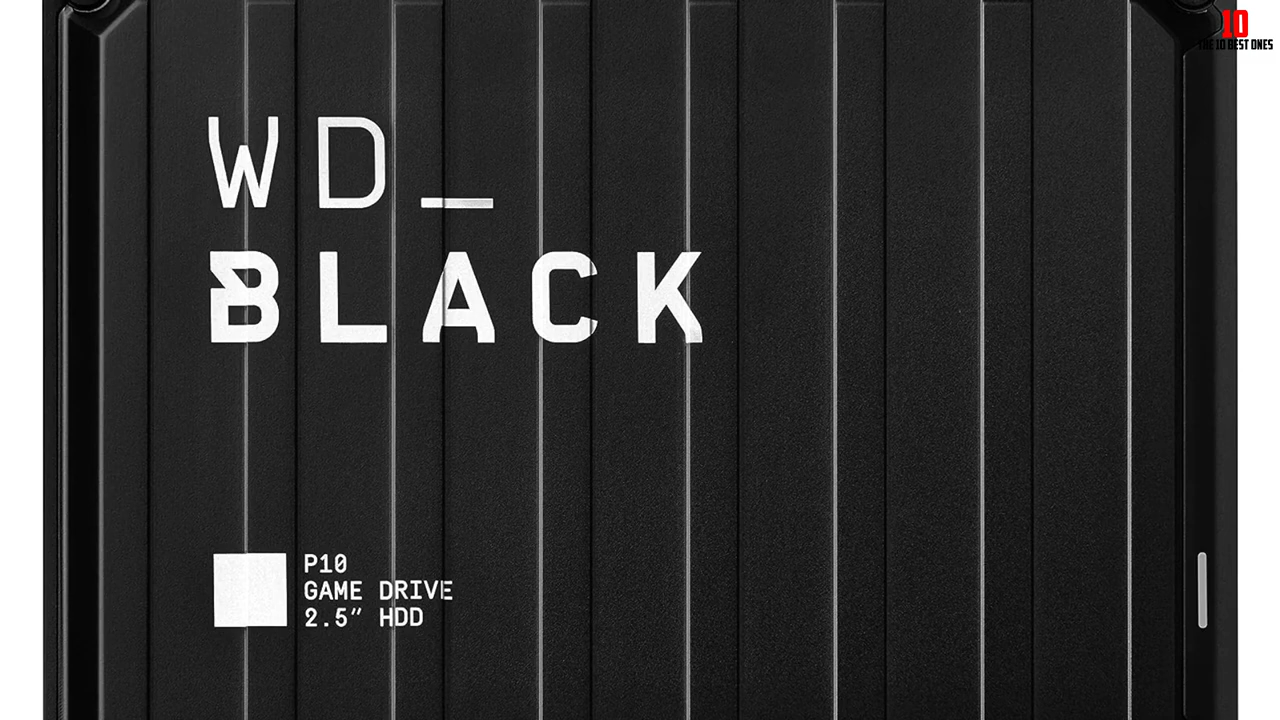 WD_
BLACK
P10
GAME DRIVE
2.5" HDD
10
THE 10 BEST ONES